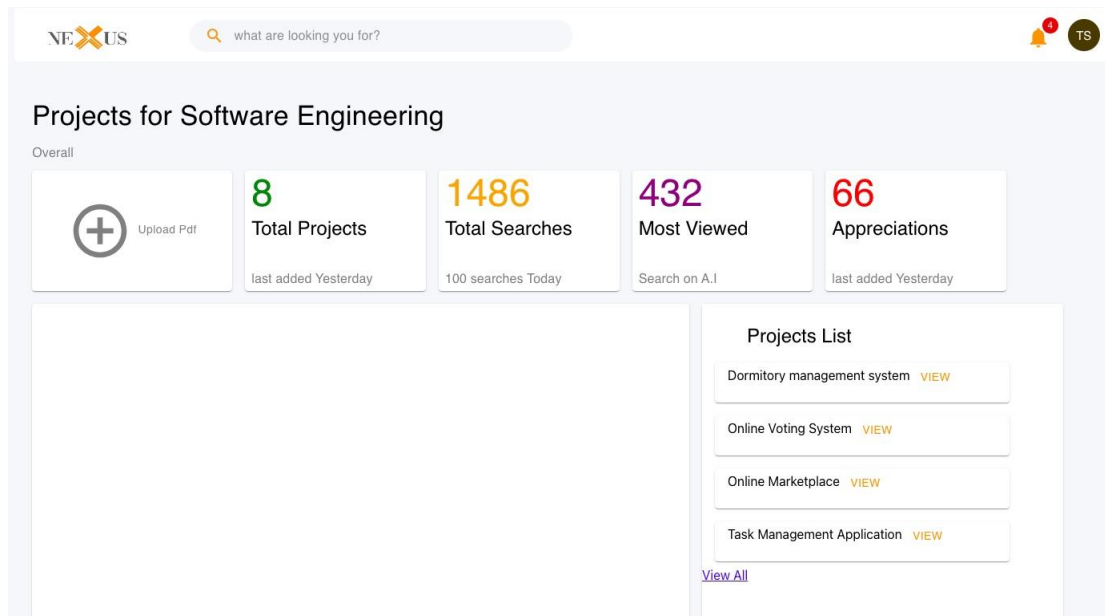 NEXUS
what are looking you for?
4
TS
Projects for Software Engineering
Overall
Upload Pdf
8
Total Projects
last added Yesterday
1486
Total Searches
100 searches Today
432
Most Viewed
Search on A.I
66
Appreciations
last added Yesterday
Projects List
Dormitory management system VIEW
Online Voting System VIEW
Online Marketplace VIEW
Task Management Application VIEW
View All